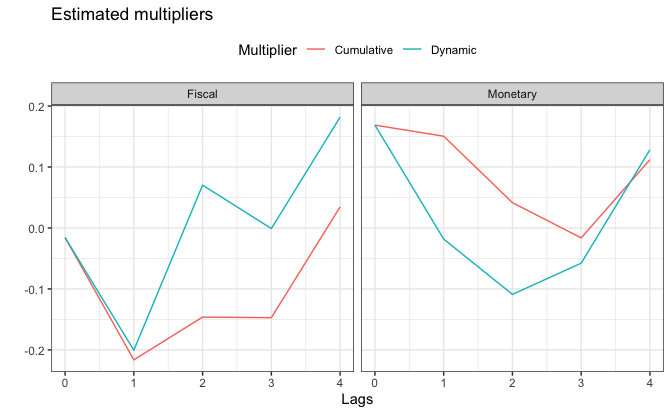 Estimated multipliers
Multiplier Cumulative Dynamic
Fiscal Monetary
0.2
0.1
0.0
-0.1
-0.2
0 1 2 3 4 0 1 2 3 4
Lags